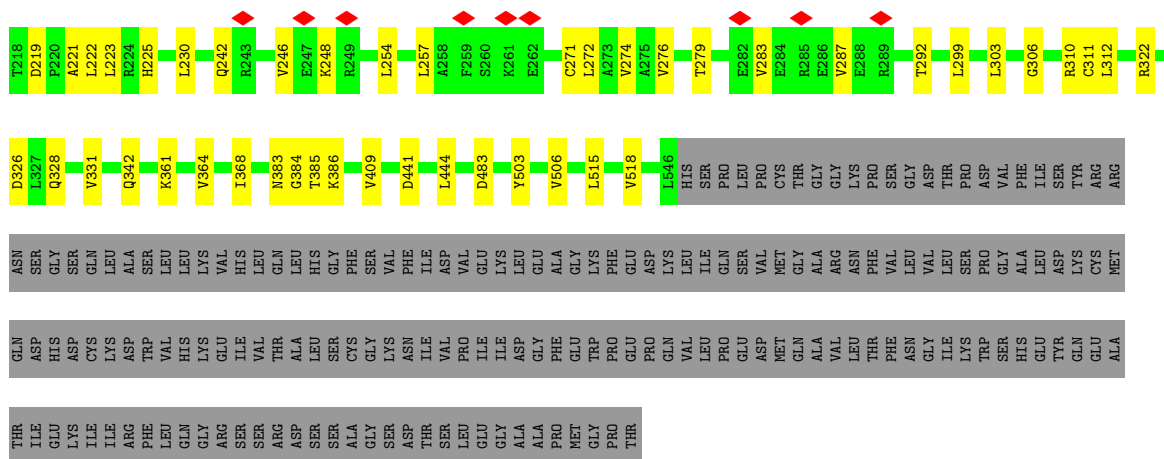 T218 D219 P220 A221 L222 L223 R224 H225 L230 Q242 R243 V246 E247 K248 R249 L254 L257 A258 F259 S260 K261 E262 C271 L272 A273 V274 A275 V276 T279 E282 V283 E284 R285 E286 V287 E288 R289 T292 L299 L303 G306 R310 C311 L312 R322
D326 L327 Q328 V331 Q342 K361 V364 I368 N383 G384 T385 K386 V409 D441 L444 D483 Y503 V506 L515 V518 L546 HIS SER PRO LEU PRO CYS THR GLY GLY LYS PRO SER GLY ASP THR PRO ASP VAL PHE ILE SER TYR ARG ARG
ASN SER GLY SER GLN LEU ALA SER LEU LEU LYS VAL HIS LEU GLN LEU HIS GLY PHE SER VAL PHE ILE ASP VAL GLU LYS LEU GLU ALA GLY LYS PHE GLU ASP LYS LEU ILE GLN SER VAL MET GLY ALA ARG ASN PHE VAL LEU VAL LEU SER PRO GLY ALA LEU ASP LYS CYS MET
GLN ASP HIS ASP CYS LYS ASP TRP VAL HIS LYS GLU ILE VAL THR ALA LEU SER CYS GLY LYS ASN ILE VAL PRO ILE ILE ASP GLY PHE GLU TRP PRO GLU PRO GLN VAL LEU PRO GLU ASP MET GLN ALA VAL LEU THR PHE ASN GLY ILE LYS TRP SER HIS GLU TYR GLN GLU ALA
THR ILE GLU LYS ILE ILE ARG PHE LEU GLN GLY ARG SER SER ARG ASP SER SER ALA GLY SER ASP THR SER LEU GLU GLY ALA ALA PRO MET GLY PRO THR